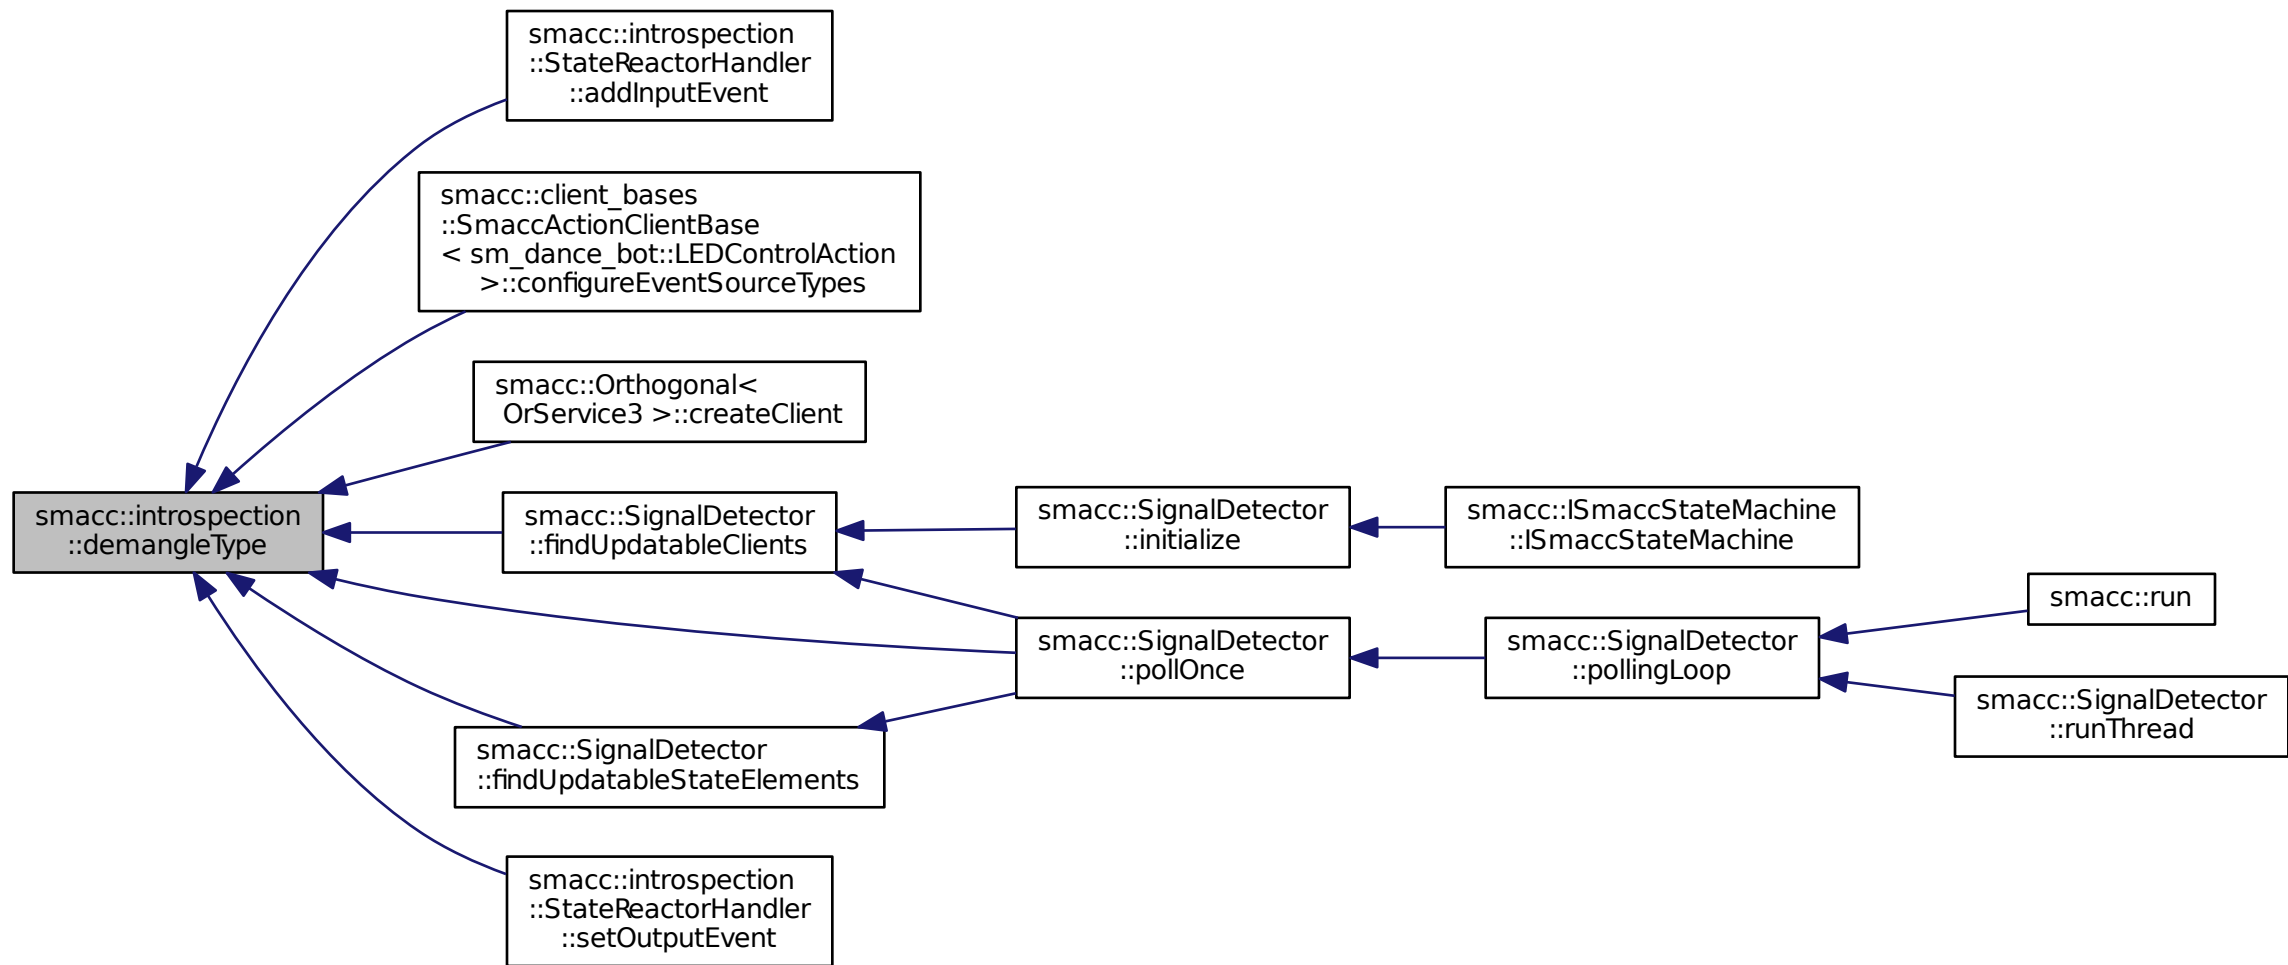 smacc::introspection
::StateReactorHandler
::addInputEvent
smacc::client_bases
::SmaccActionClientBase
< sm_dance_bot::LEDControlAction
>::configureEventSourceTypes
smacc::Orthogonal<
OrService3 >::createClient
smacc::introspection
::demangleType
smacc::SignalDetector
::findUpdatableClients
smacc::SignalDetector
::initialize
smacc::ISmaccStateMachine
::ISmaccStateMachine
smacc::run
smacc::SignalDetector
::pollOnce
smacc::SignalDetector
::pollingLoop
smacc::SignalDetector
::runThread
smacc::SignalDetector
::findUpdatableStateElements
smacc::introspection
::StateReactorHandler
::setOutputEvent